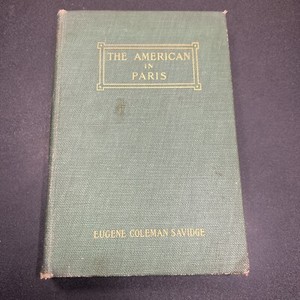 THE AMERICAN
IN
PARIS
EUGENE COLEMAN SAVIDGE